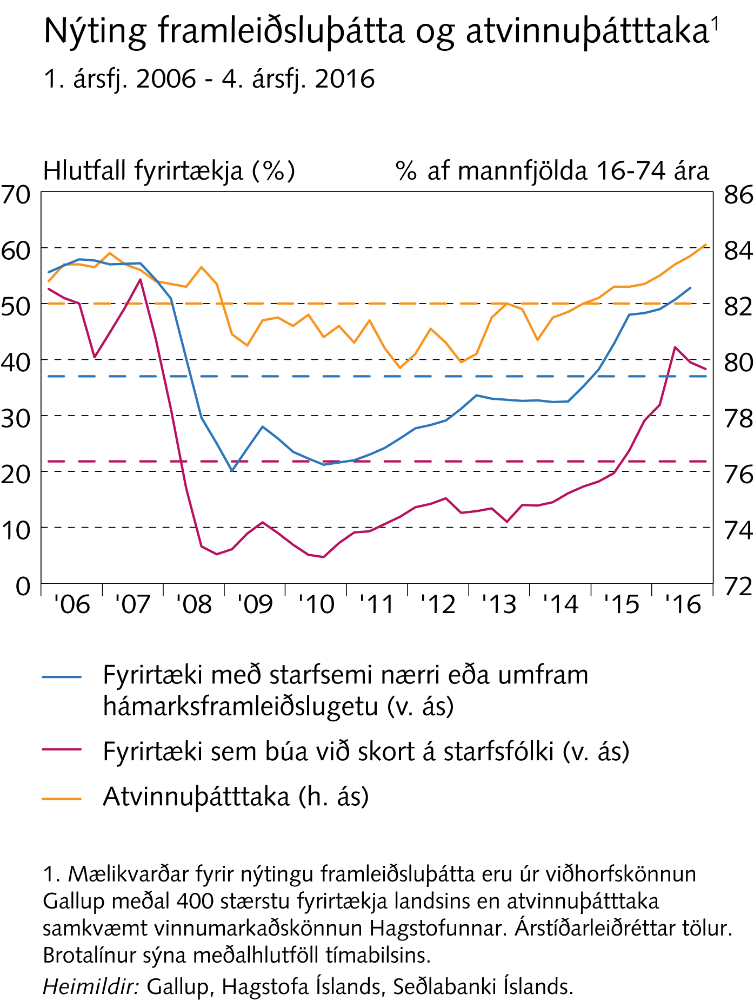 Nýting framleiðsluþátta og atvinnuþátttaka¹
1. ársfj. 2006 - 4. ársfj. 2016
Hlutfall fyrirtækja (%)
% af mannfjölda 16-74 ára
70
60
50
40
30
20
10
0
86
84
82
80
78
76
74
72
'06 '07 '08 '09 '10 '11 '12 '13 '14 '15 '16
Fyrirtæki með starfsemi nærri eða umfram
hámarksframleiðslugetu (v. ás)
Fyrirtæki sem búa við skort á starfsfólki (v. ás)
Atvinnuþátttaka (h. ás)
1. Mælikvarðar fyrir nýtingu framleiðsluþátta eru úr viðhorfskönnun
Gallup meðal 400 stærstu fyrirtækja landsins en atvinnuþátttaka
samkvæmt vinnumarkaðskönnun Hagstofunnar. Árstíðarleiðréttar tölur.
Brotalínur sýna meðalhlutföll tímabilsins.
Heimildir: Gallup, Hagstofa Íslands, Seðlabanki Íslands.